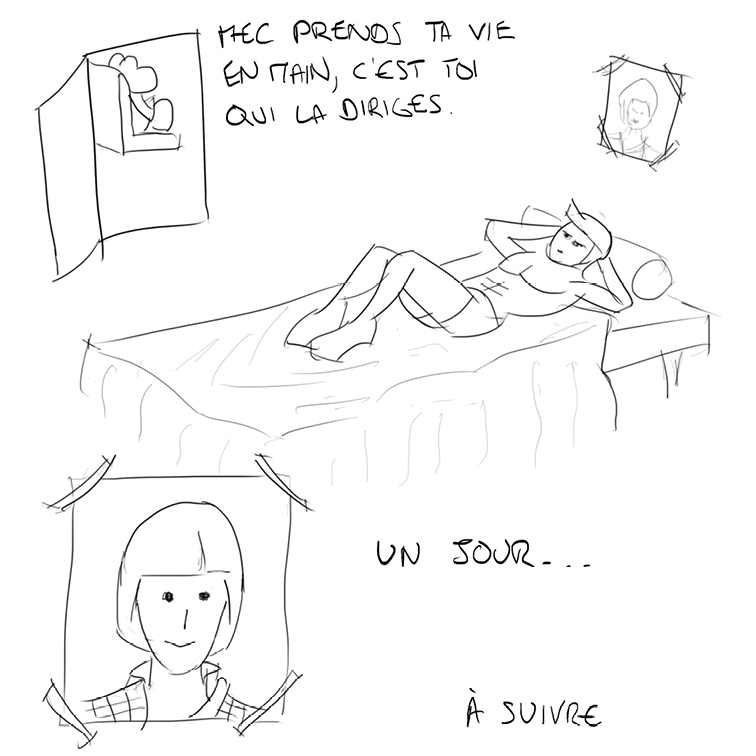 MEC PRENDS TA VIE
EN MAIN, C'EST TOI
QUI LA DIRIGES.
UN JOUR...
À SUIVRE